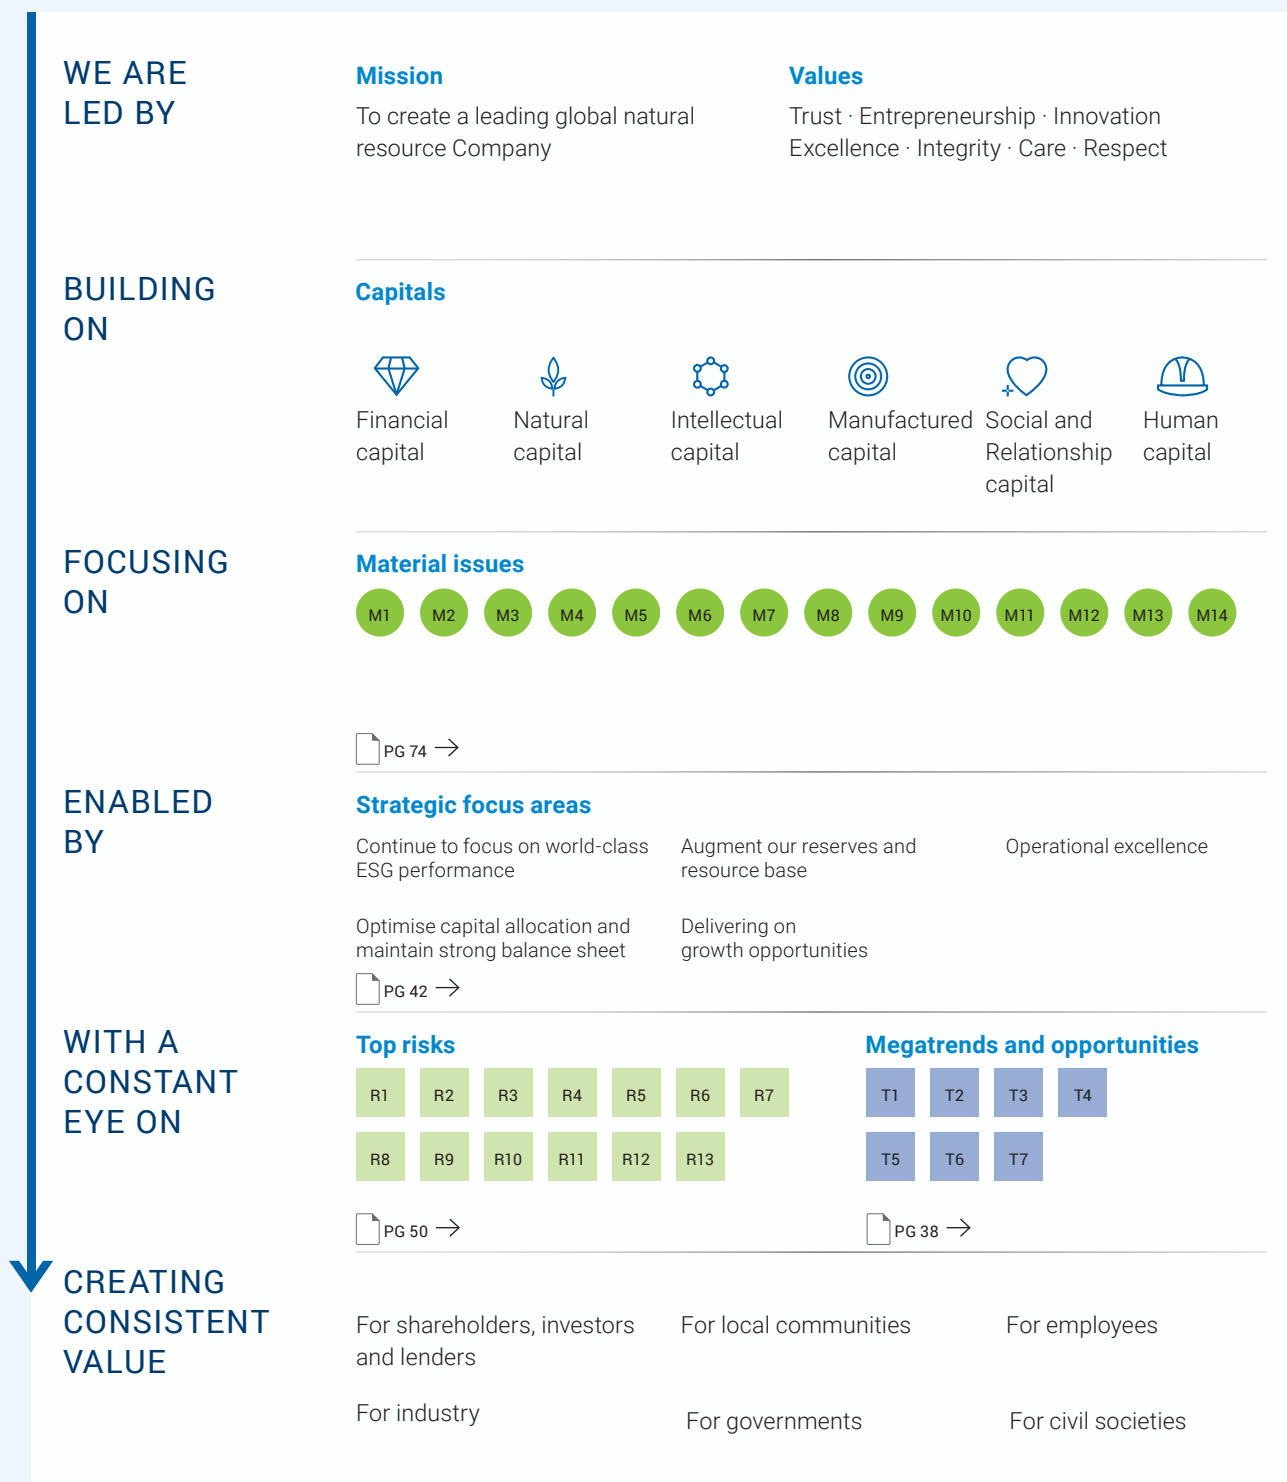 WE ARE
LED BY
Mission
To create a leading global natural
resource Company
Values
Trust · Entrepreneurship · Innovation
Excellence · Integrity · Care · Respect
BUILDING
ON
Capitals
Financial
capital
Natural
capital
Intellectual
capital
Manufactured
capital
Social and
Relationship
capital
Human
capital
FOCUSING
ON
Material issues
M1 M2 M3 M4 M5 M6 M7 M8 M9 M10 M11 M12 M13 M14
PG 74
ENABLED
BY
Strategic focus areas
Continue to focus on world-class
ESG performance
Augment our reserves and
resource base
Operational excellence
Optimise capital allocation and
maintain strong balance sheet
Delivering on
growth opportunities
PG 42
WITH A
CONSTANT
EYE ON
Top risks
R1 R2 R3 R4 R5 R6 R7
R8 R9 R10 R11 R12 R13
PG 50
Megatrends and opportunities
T1 T2 T3 T4
T5 T6 T7
PG 38
CREATING
CONSISTENT
VALUE
For shareholders, investors
and lenders
For local communities
For employees
For industry
For governments
For civil societies